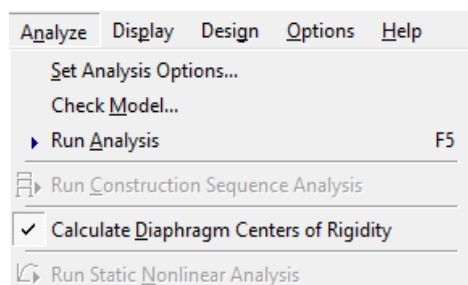 Analyze Display Design Options Help
Set Analysis Options...
Check Model...
Run Analysis F5
Run Construction Sequence Analysis
Calculate Diaphragm Centers of Rigidity
Run Static Nonlinear Analysis